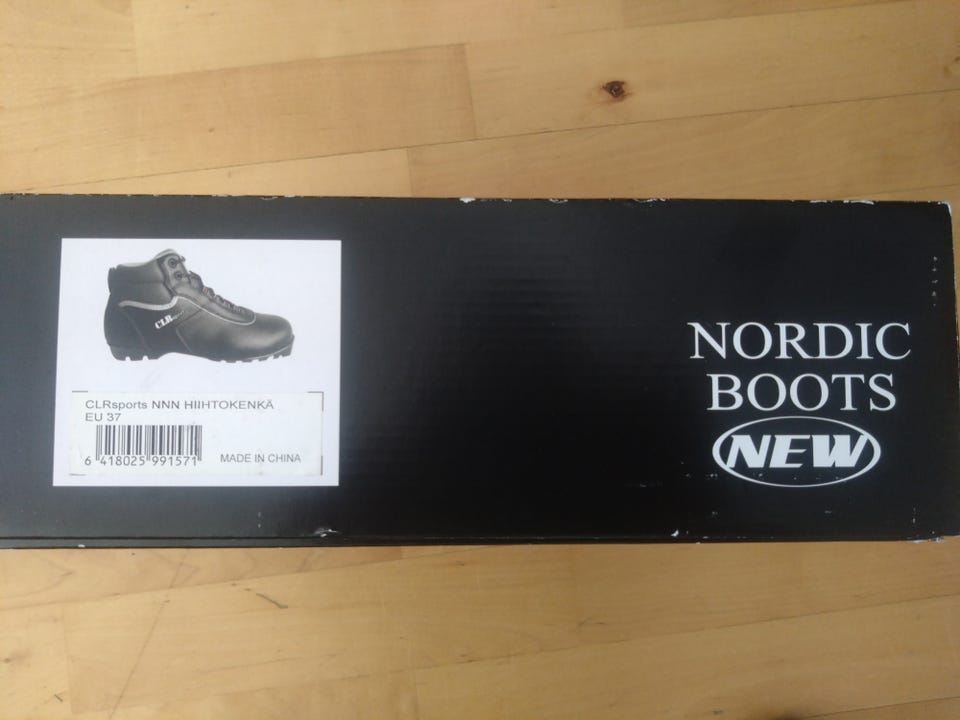 CLR
CLRsports NNN HIIHTOKENKÄ
EU 37
6 418025 991571
MADE IN CHINA
NORDIC
BOOTS
NEW